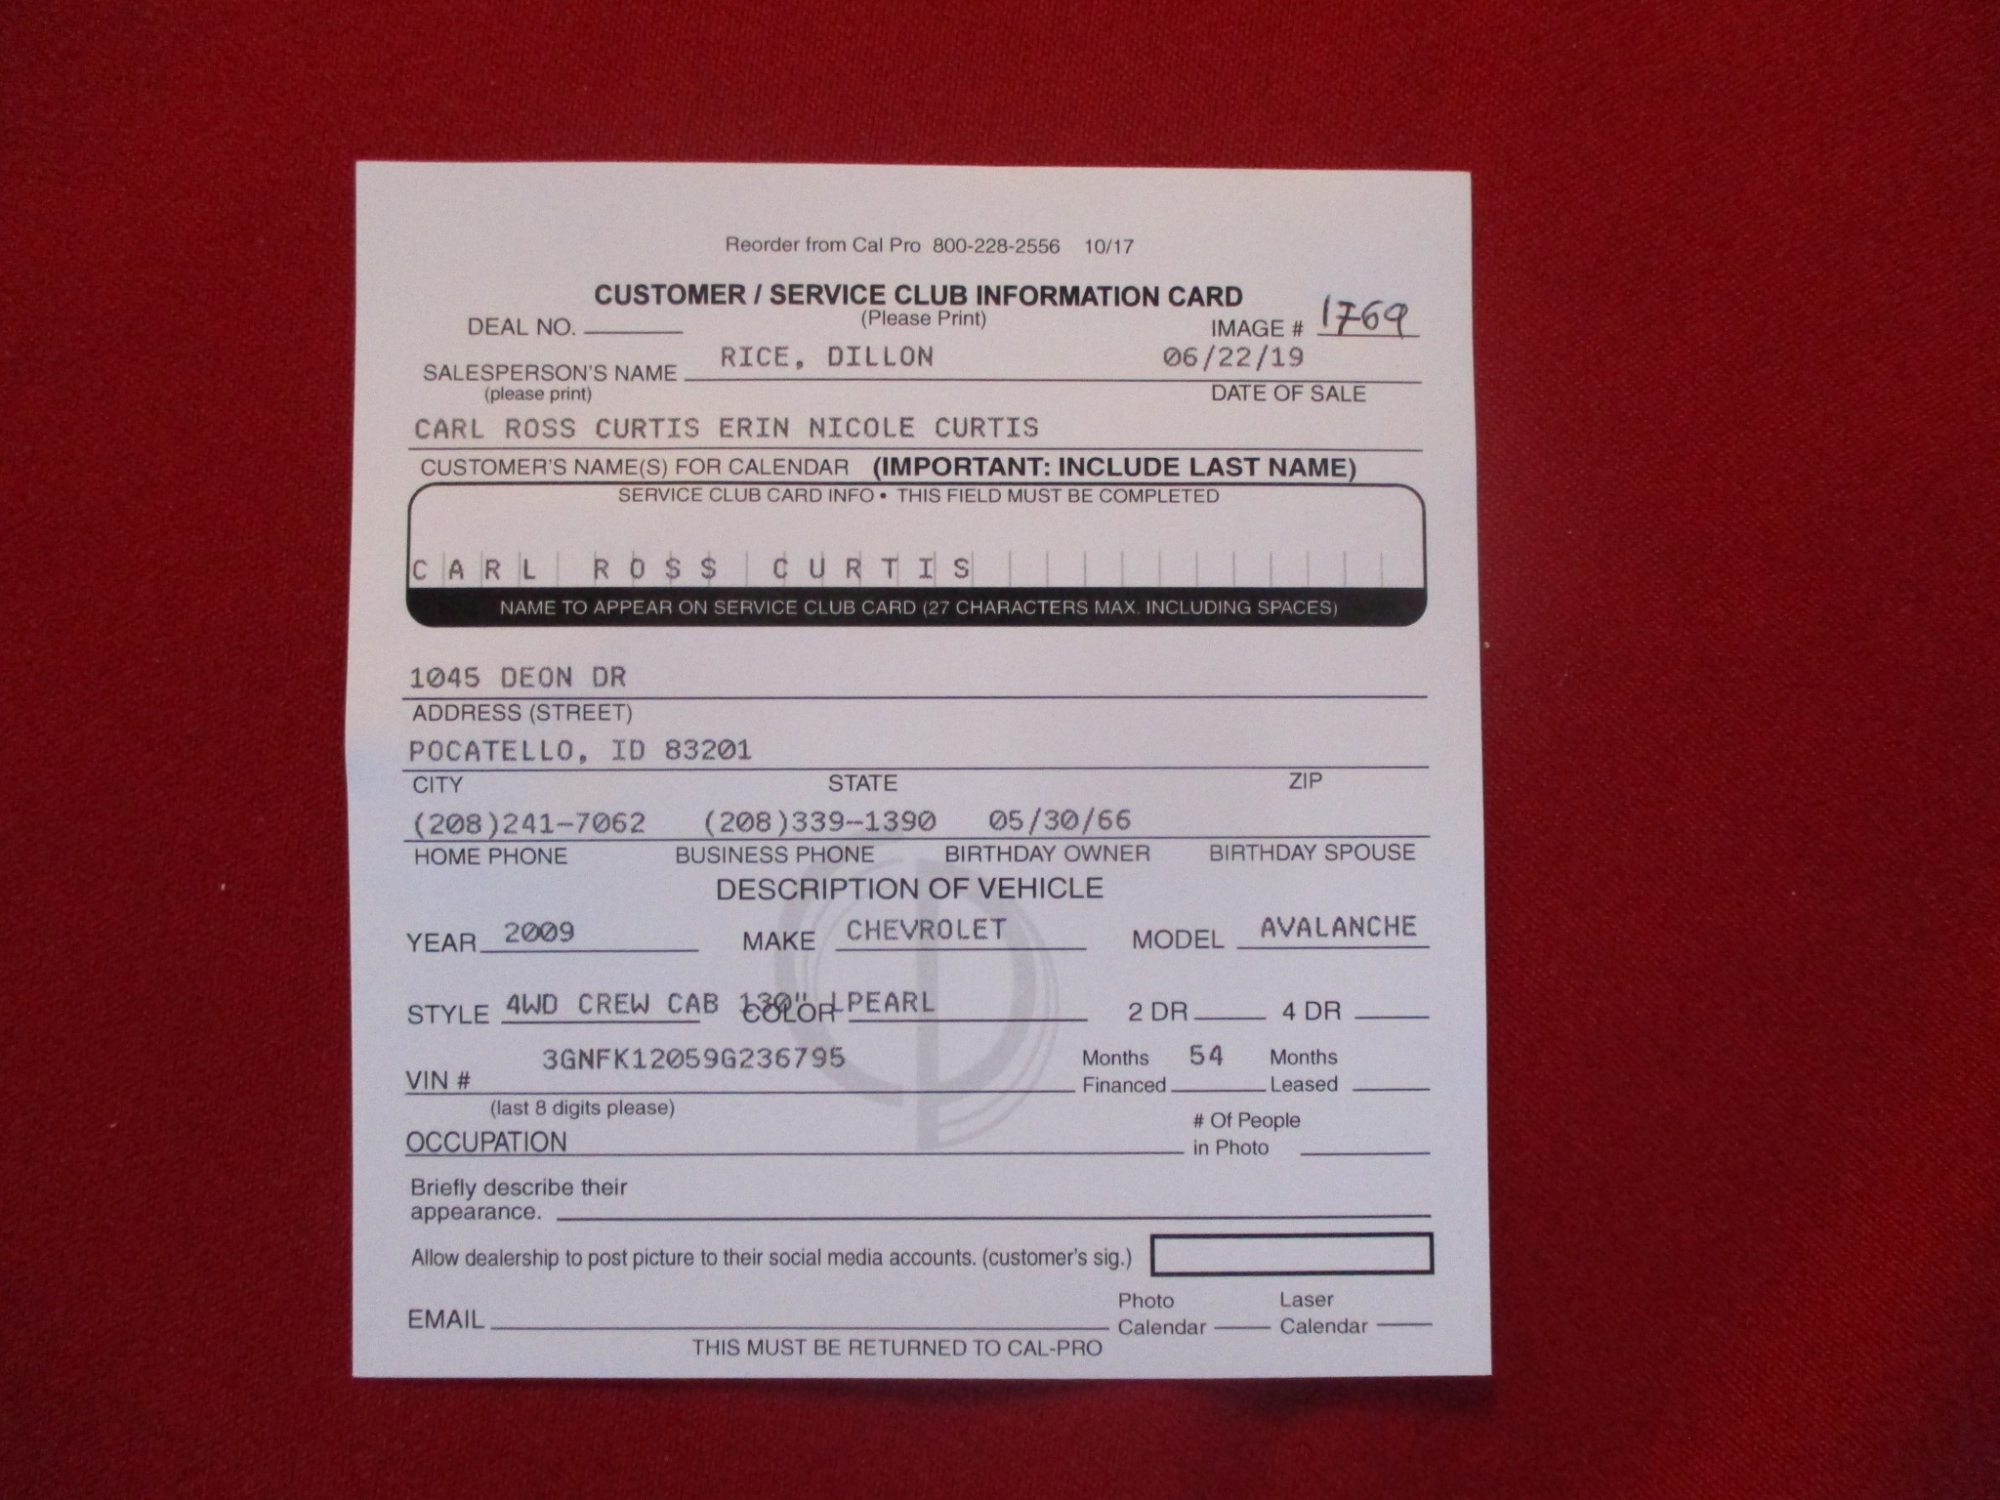 Reorder from Cal Pro 800-228-2556 10/17
CUSTOMER / SERVICE CLUB INFORMATION CARD
(Please Print)
DEAL NO.
IMAGE # 1769
SALESPERSON'S NAME RICE, DILLON 06/22/19
(please print) DATE OF SALE
CARL ROSS CURTIS ERIN NICOLE CURTIS
CUSTOMER'S NAME(S) FOR CALENDAR (IMPORTANT: INCLUDE LAST NAME)
SERVICE CLUB CARD INFO • THIS FIELD MUST BE COMPLETED
CARL ROSS CURTIS
NAME TO APPEAR ON SERVICE CLUB CARD (27 CHARACTERS MAX. INCLUDING SPACES)
1045 DEON DR
ADDRESS (STREET)
POCATELLO, ID 83201
CITY STATE ZIP
(208)241-7062 (208)339-1390 05/30/66
HOME PHONE BUSINESS PHONE BIRTHDAY OWNER BIRTHDAY SPOUSE
DESCRIPTION OF VEHICLE
YEAR 2009 MAKE CHEVROLET MODEL AVALANCHE
STYLE 4WD CREW CAB 130" L COLOR PEARL 2 DR 4 DR
VIN # 3GNFK12059G236795 Months Financed 54 Months Leased
(last 8 digits please)
OCCUPATION # Of People in Photo
Briefly describe their
appearance.
Allow dealership to post picture to their social media accounts. (customer's sig.)
EMAIL Photo Calendar Laser Calendar
THIS MUST BE RETURNED TO CAL-PRO